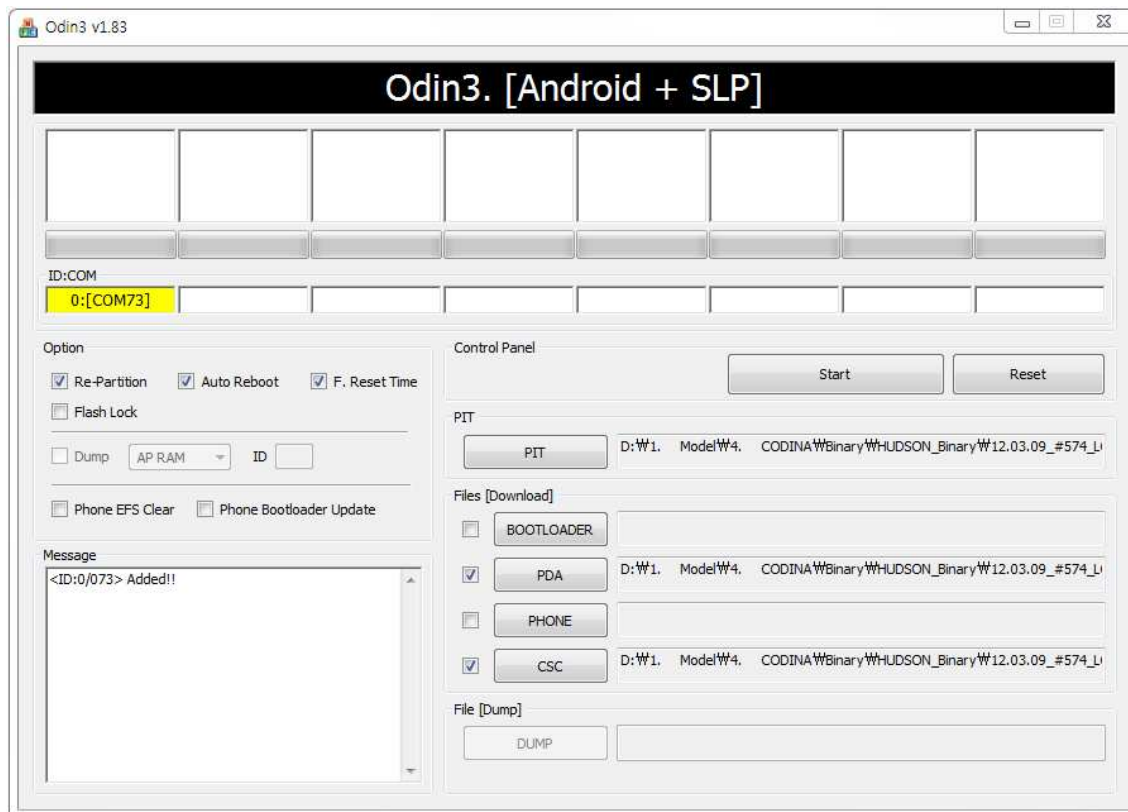 Odin3 v1.83
Odin3. [Android + SLP]
ID:COM
0:[COM73]
Option
Re-Partition Auto Reboot F. Reset Time
Flash Lock
Dump AP RAM ID
Phone EFS Clear Phone Bootloader Update
Message
<ID:0/073> Added!!
Control Panel
Start Reset
PIT
PIT D:₩1. Model₩4. CODINA₩Binary₩HUDSON_Binary₩12.03.09_#574_L
Files [Download]
BOOTLOADER
PDA D:₩1. Model₩4. CODINA₩Binary₩HUDSON_Binary₩12.03.09_#574_L
PHONE
CSC D:₩1. Model₩4. CODINA₩Binary₩HUDSON_Binary₩12.03.09_#574_L
File [Dump]
DUMP